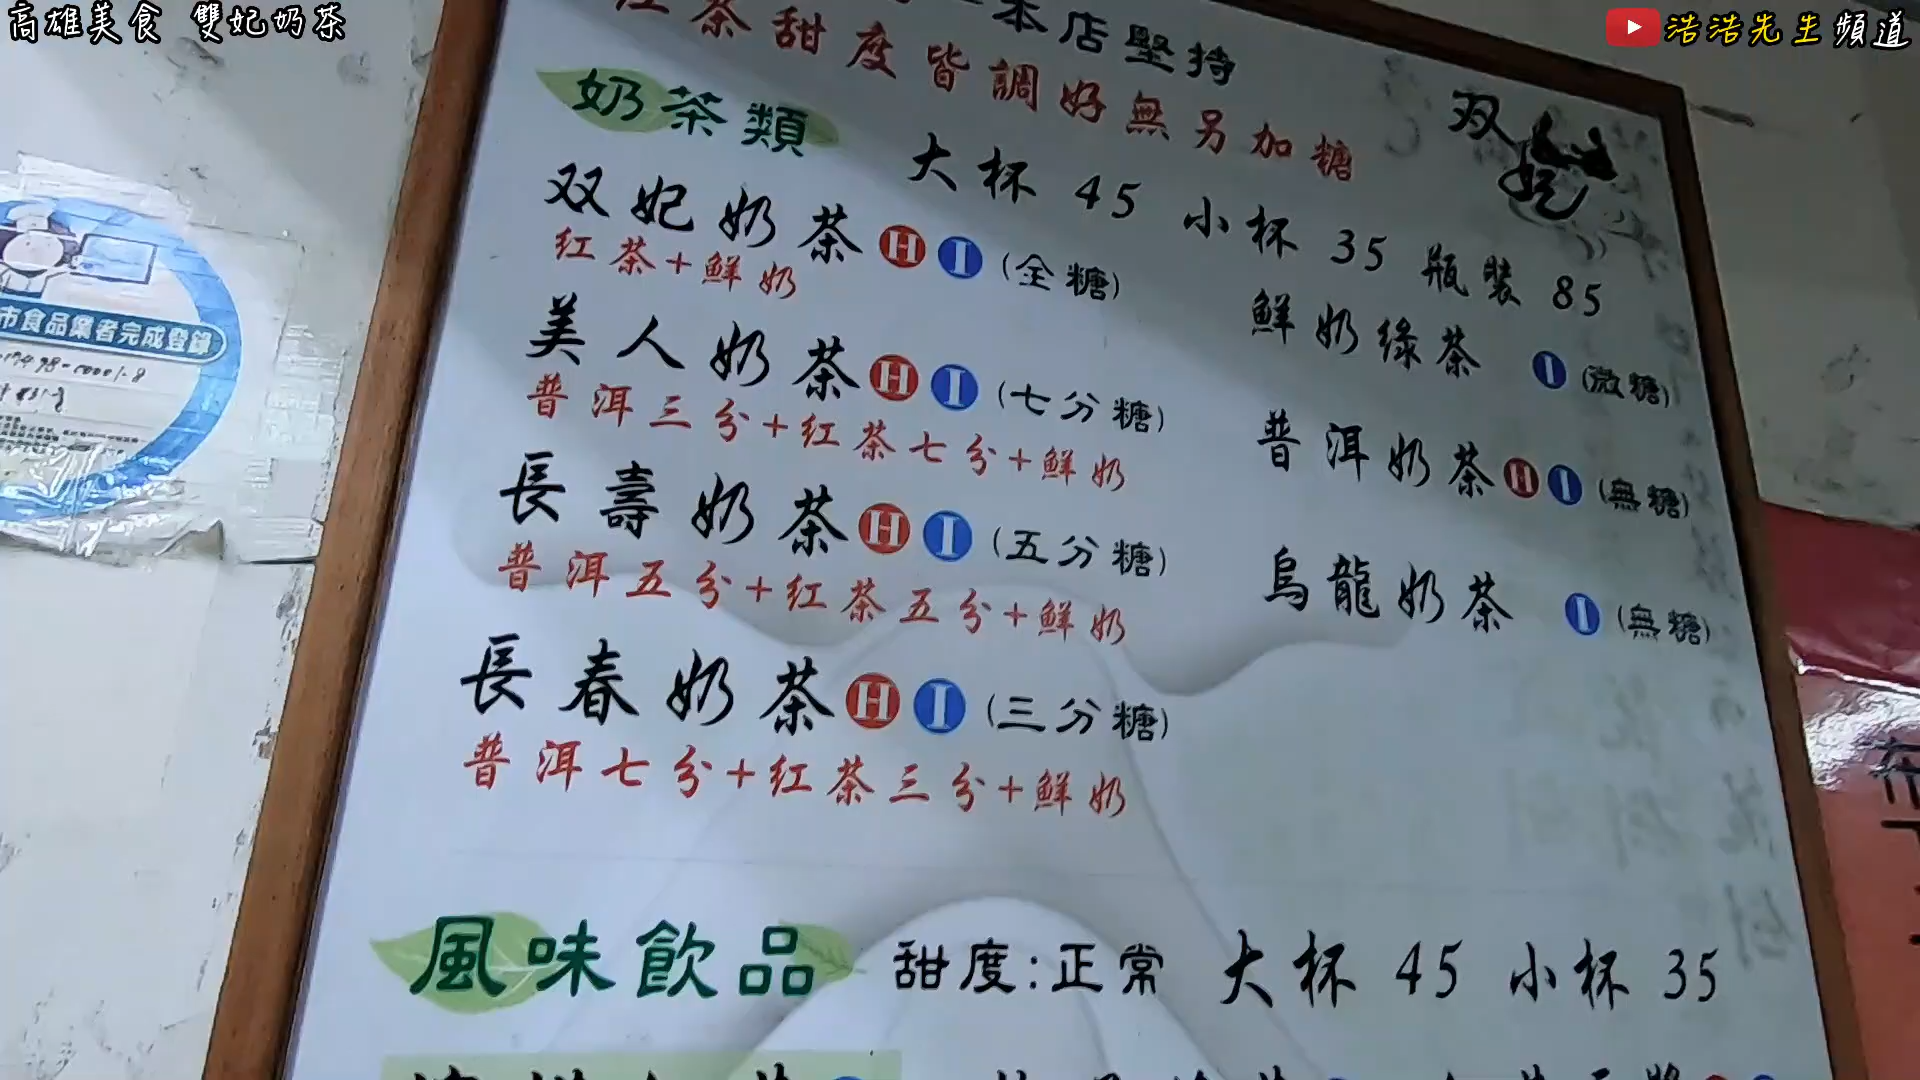 高雄美食 雙妃奶茶
浩浩先生頻道
本店堅持
紅茶甜度皆調好無另加糖
双妃
奶茶類
大杯 45 小杯 35 瓶裝 85
双妃奶茶 H I (全糖)
紅茶+鮮奶
美人奶茶 H I (七分糖)
普洱三分+紅茶七分+鮮奶
長壽奶茶 H I (五分糖)
普洱五分+紅茶五分+鮮奶
長春奶茶 H I (三分糖)
普洱七分+紅茶三分+鮮奶
鮮奶綠茶 I (微糖)
普洱奶茶 H I (無糖)
烏龍奶茶 I (無糖)
風味飲品 甜度:正常 大杯 45 小杯 35
市食品業者完成登錄